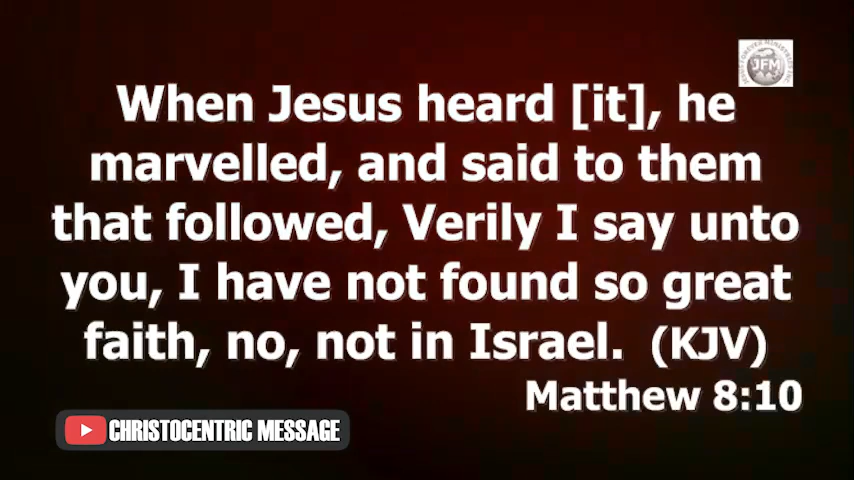 JFM
When Jesus heard [it], he
marvelled, and said to them
that followed, Verily I say unto
you, I have not found so great
faith, no, not in Israel. (KJV)
Matthew 8:10
CHRISTOCENTRIC MESSAGE